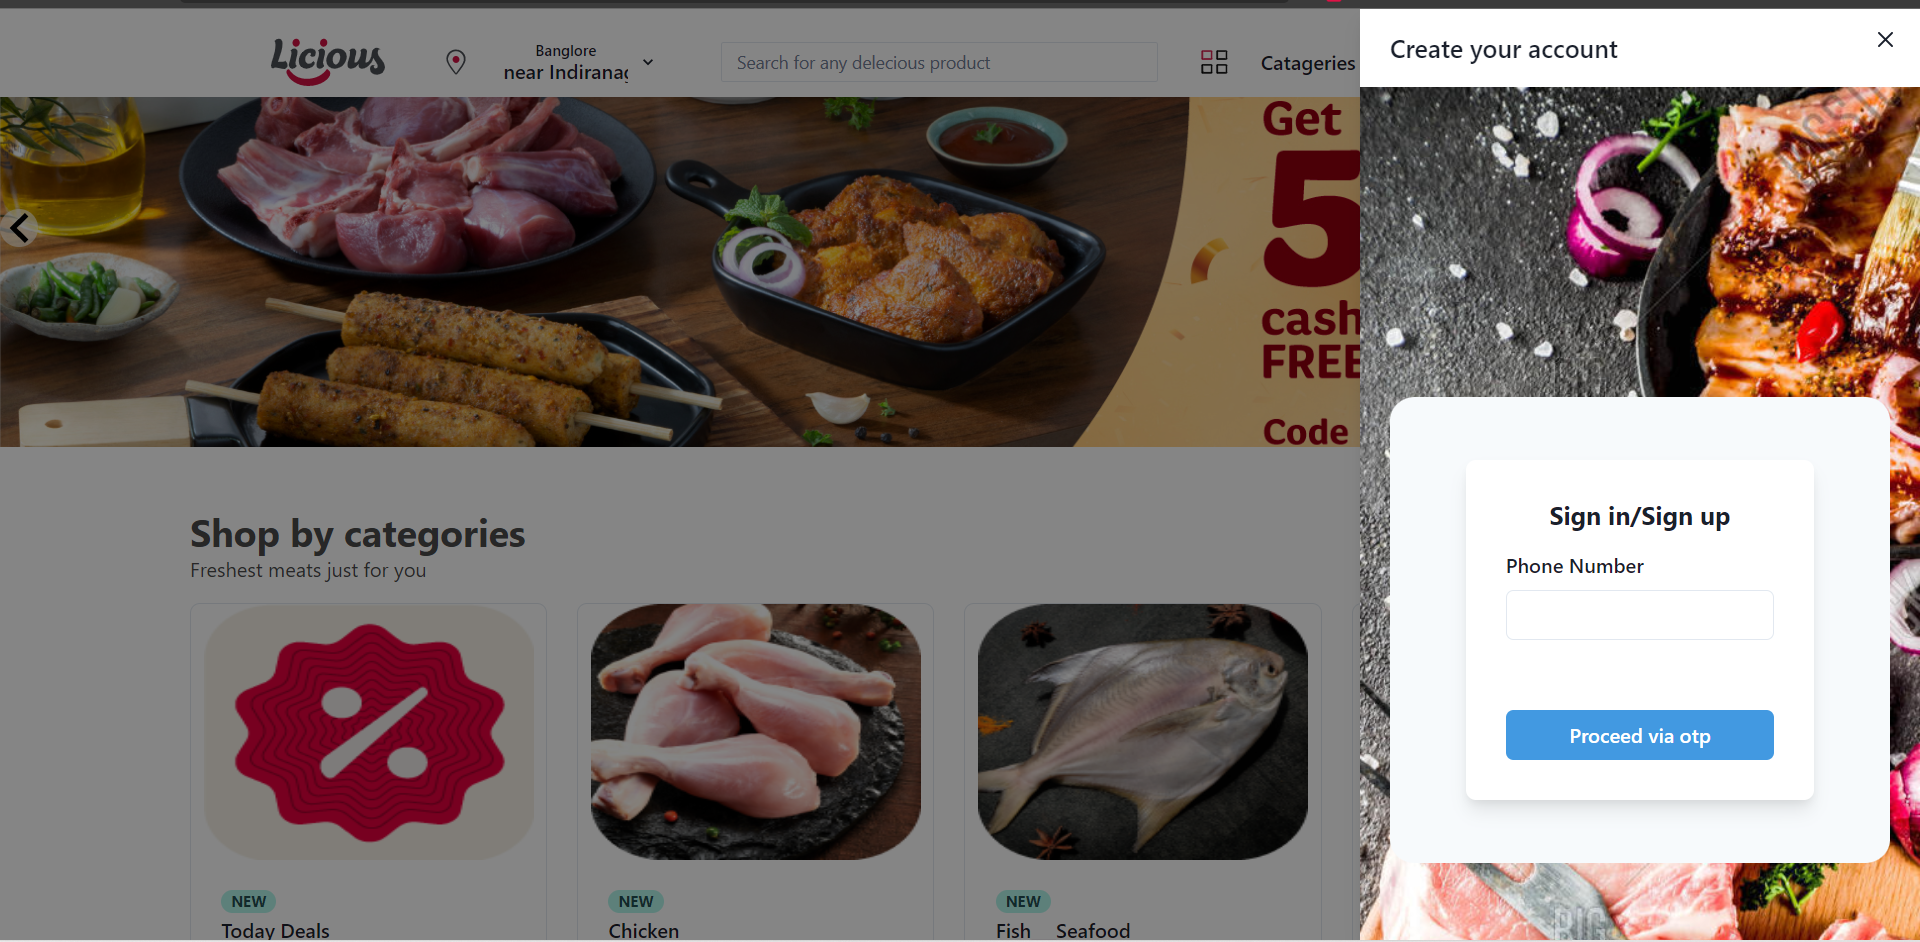 Licious
Banglore
near Indiranag
Search for any delecious product
Catageries
Get
5
cash
FREE
Code
Shop by categories
Freshest meats just for you
NEW
Today Deals
NEW
Chicken
NEW
Fish Seafood
Create your account
Sign in/Sign up
Phone Number
Proceed via otp
BIG